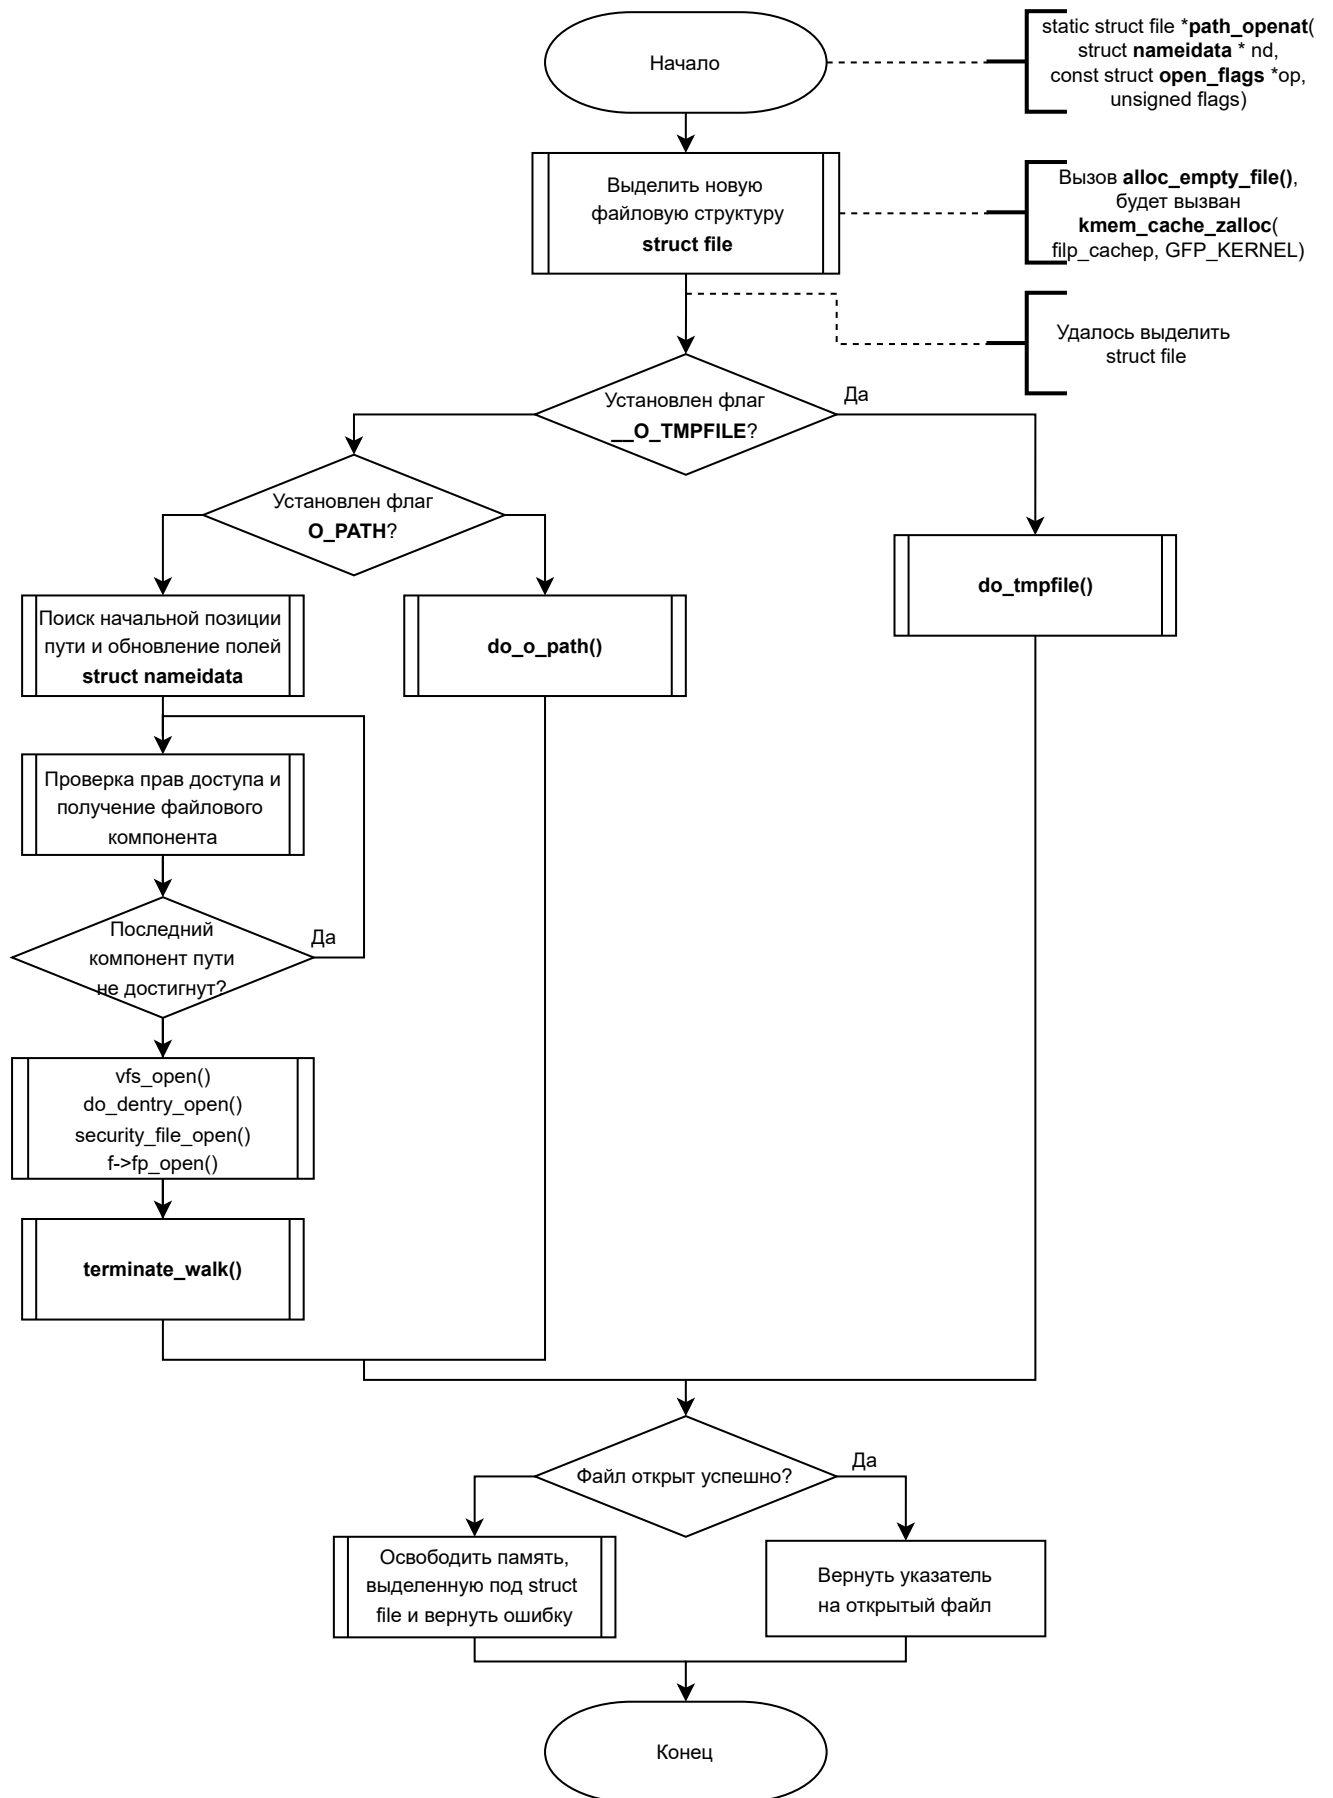 Начало
static struct file *path_openat(
struct nameidata * nd,
const struct open_flags *op,
unsigned flags)
Выделить новую
файловую структуру
struct file
Вызов alloc_empty_file(),
будет вызван
kmem_cache_zalloc(
filp_cachep, GFP_KERNEL)
Удалось выделить
struct file
Установлен флаг
__O_TMPFILE?
Да
Установлен флаг
O_PATH?
do_tmpfile()
Поиск начальной позиции
пути и обновление полей
struct nameidata
do_o_path()
Проверка прав доступа и
получение файлового
компонента
Последний
компонент пути
не достигнут?
Да
vfs_open()
do_dentry_open()
security_file_open()
f->fp_open()
terminate_walk()
Файл открыт успешно?
Да
Освободить память,
выделенную под struct
file и вернуть ошибку
Вернуть указатель
на открытый файл
Конец